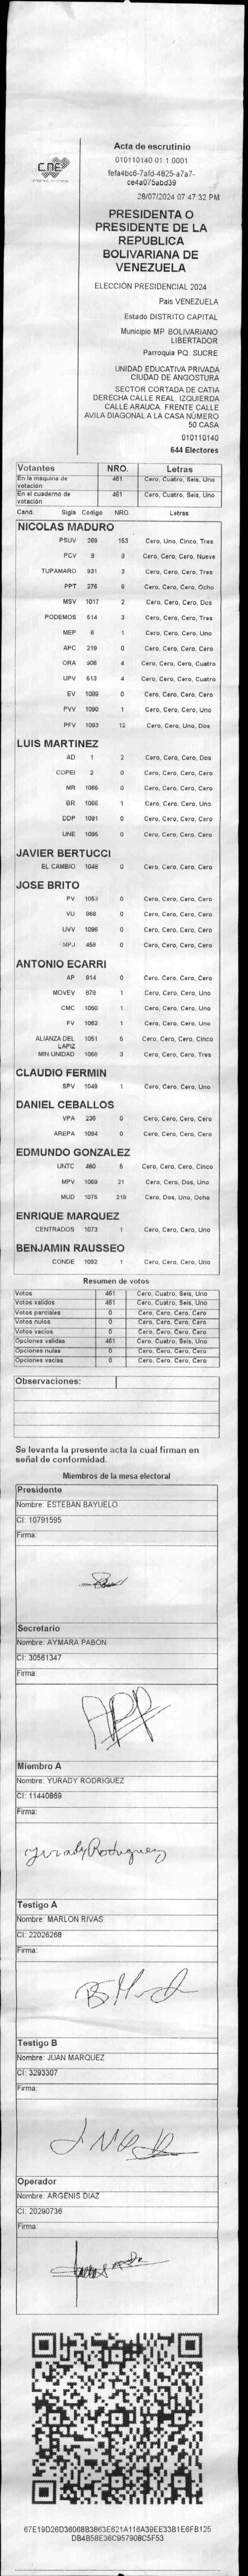 CNE
Acta de escrutinio
010110140.01.1.0001
fefa4bc6-7afd-4825-a7a7-
ce4a075abd39
28/07/2024 07:47:32 PM
PRESIDENTA O
PRESIDENTE DE LA
REPUBLICA
BOLIVARIANA DE
VENEZUELA
ELECCIÓN PRESIDENCIAL 2024
País VENEZUELA
Estado DISTRITO CAPITAL
Municipio MP. BOLIVARIANO
LIBERTADOR
Parroquia PQ. SUCRE
UNIDAD EDUCATIVA PRIVADA
CIUDAD DE ANGOSTURA
SECTOR CORTADA DE CATIA
DERECHA CALLE REAL. IZQUIERDA
CALLE ARAUCA. FRENTE CALLE
AVILA DIAGONAL A LA CASA NÚMERO
50 CASA
010110140
644 Electores
Votantes NRO. Letras
En la máquina de votación 461 Cero, Cuatro, Seis, Uno
En el cuaderno de votación 461 Cero, Cuatro, Seis, Uno
Cand. Sigla Código NRO. Letras
NICOLAS MADURO
PSUV 269 153 Cero, Uno, Cinco, Tres
PCV 9 9 Cero, Cero, Cero, Nueve
TUPAMARO 931 3 Cero, Cero, Cero, Tres
PPT 276 8 Cero, Cero, Cero, Ocho
MSV 1017 2 Cero, Cero, Cero, Dos
PODEMOS 514 3 Cero, Cero, Cero, Tres
MEP 6 1 Cero, Cero, Cero, Uno
APC 219 0 Cero, Cero, Cero, Cero
ORA 906 4 Cero, Cero, Cero, Cuatro
UPV 513 4 Cero, Cero, Cero, Cuatro
EV 1089 0 Cero, Cero, Cero, Cero
PVV 1090 1 Cero, Cero, Cero, Uno
PFV 1093 12 Cero, Cero, Uno, Dos
LUIS MARTINEZ
AD 1 2 Cero, Cero, Cero, Dos
COPEI 2 0 Cero, Cero, Cero, Cero
MR 1066 0 Cero, Cero, Cero, Cero
BR 1 Cero, Cero, Cero, Uno
DDP 1091 0 Cero, Cero, Cero, Cero
UNE 1095 0 Cero, Cero, Cero, Cero
JAVIER BERTUCCI
EL CAMBIO 1048 0 Cero, Cero, Cero, Cero
JOSE BRITO
PV 1053 0 Cero, Cero, Cero, Cero
VU 968 0 Cero, Cero, Cero, Cero
UVV 1096 0 Cero, Cero, Cero, Cero
MPJ 458 0 Cero, Cero, Cero, Cero
ANTONIO ECARRI
AP 814 0 Cero, Cero, Cero, Cero
MOVEV 878 1 Cero, Cero, Cero, Uno
CMC 1050 1 Cero, Cero, Cero, Uno
FV 1062 1 Cero, Cero, Cero, Uno
ALIANZA DEL LAPIZ 1051 5 Cero, Cero, Cero, Cinco
MIN UNIDAD 1068 3 Cero, Cero, Cero, Tres
CLAUDIO FERMIN
SPV 1049 1 Cero, Cero, Cero, Uno
DANIEL CEBALLOS
VPA 236 0 Cero, Cero, Cero, Cero
AREPA 1094 0 Cero, Cero, Cero, Cero
EDMUNDO GONZALEZ
UNTC 460 5 Cero, Cero, Cero, Cinco
MPV 1069 21 Cero, Cero, Dos, Uno
MUD 1075 218 Cero, Dos, Uno, Ocho
ENRIQUE MARQUEZ
CENTRADOS 1073 1 Cero, Cero, Cero, Uno
BENJAMIN RAUSSEO
CONDE 1092 1 Cero, Cero, Cero, Uno
Resumen de votos
Votos 461 Cero, Cuatro, Seis, Uno
Votos validos 461 Cero, Cuatro, Seis, Uno
Votos parciales 0 Cero, Cero, Cero, Cero
Votos nulos 0 Cero, Cero, Cero, Cero
Votos vacios 0 Cero, Cero, Cero, Cero
Opciones validas 461 Cero, Cuatro, Seis, Uno
Opciones nulas 0 Cero, Cero, Cero, Cero
Opciones vacías 0 Cero, Cero, Cero, Cero
Observaciones:
Se levanta la presente acta la cual firman en
señal de conformidad.
Miembros de la mesa electoral
Presidente
Nombre: ESTEBAN BAYUELO
CI: 10791595
Firma:
Secretario
Nombre: AYMARA PABON
CI: 30561347
Firma:
Miembro A
Nombre: YURADY RODRIGUEZ
CI: 11440869
Firma:
Yurady Rodriguez
Testigo A
Nombre: MARLON RIVAS
CI: 22026268
Firma:
Testigo B
Nombre: JUAN MARQUEZ
CI: 3293307
Firma:
Operador
Nombre: ARGENIS DIAZ
CI: 20290736
Firma:
67E19D26D36068B3863E621A116A39EE33B1E6FB125
DB4B58E36C957908C5F53